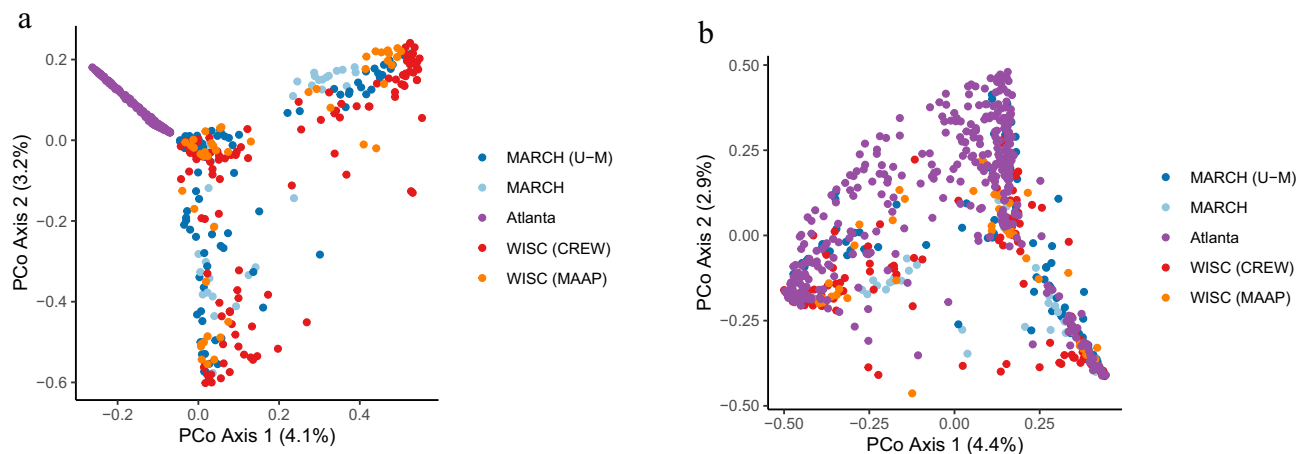 a
0.2
0.0
−0.2
−0.4
−0.6
−0.2
0.0
0.2
0.4
PCo Axis 2 (3.2%)
PCo Axis 1 (4.1%)
MARCH (U−M)
MARCH
Atlanta
WISC (CREW)
WISC (MAAP)
b
0.50
0.25
0.00
−0.25
−0.50
−0.50
−0.25
0.00
0.25
PCo Axis 2 (2.9%)
PCo Axis 1 (4.4%)
MARCH (U−M)
MARCH
Atlanta
WISC (CREW)
WISC (MAAP)